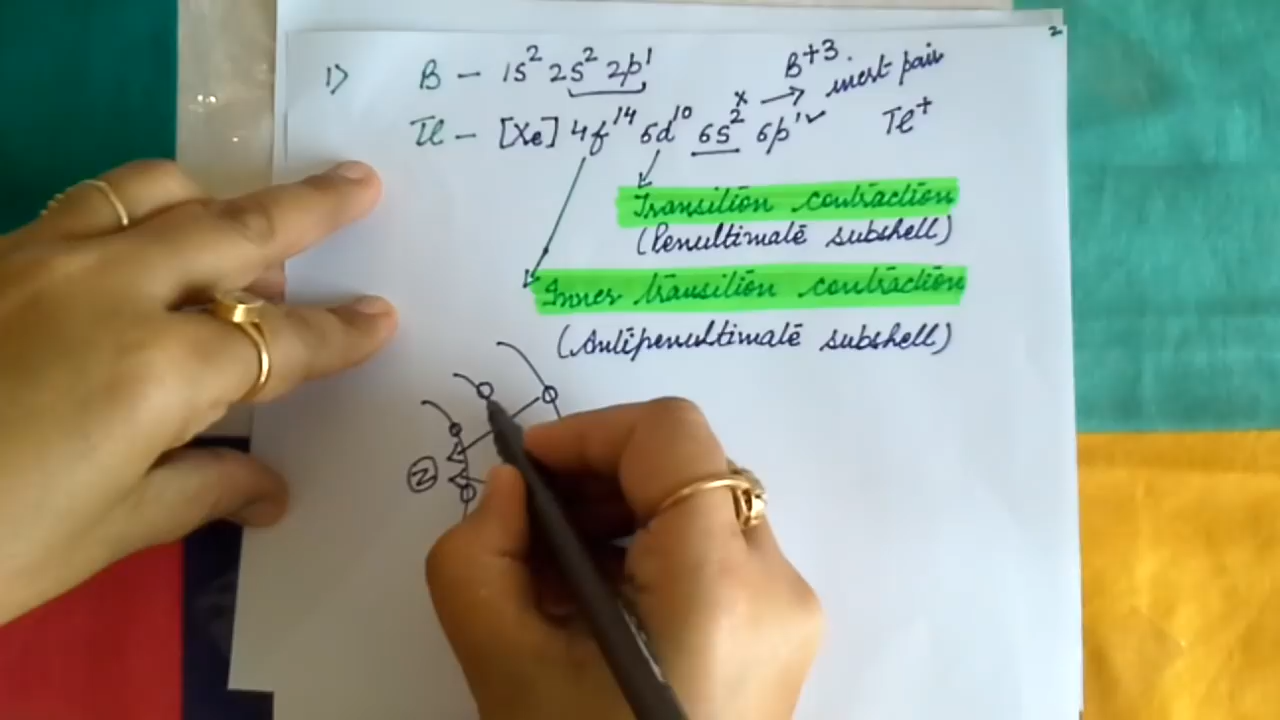 2
1) B - 1s² 2s² 2p¹ B⁺³.
Tl - [Xe] 4f¹⁴ 5d¹⁰ 6s² x → inert pair
6p¹ ✓ Tl⁺
Transition contraction
(Penultimate subshell)
Inner transition contraction
(Antipenultimate subshell)
Z